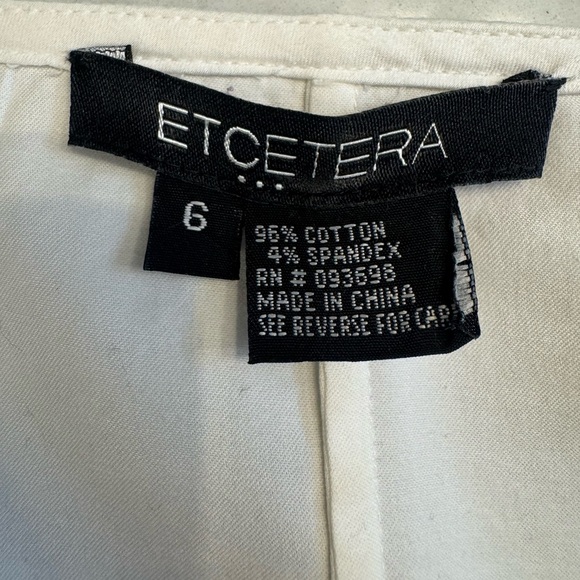 ETCETERA
...
6
96% COTTON
4% SPANDEX
RN # 093698
MADE IN CHINA
SEE REVERSE FOR CARE